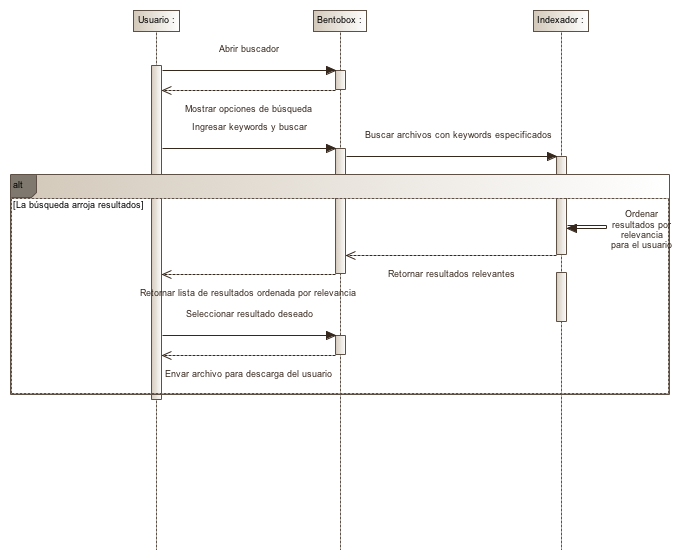 Usuario :
Bentobox :
Indexador :
Abrir buscador
Mostrar opciones de búsqueda
Ingresar keywords y buscar
Buscar archivos con keywords especificados
alt
[La búsqueda arroja resultados]
Ordenar
resultados por
relevancia
para el usuario
Retornar resultados relevantes
Retornar lista de resultados ordenada por relevancia
Seleccionar resultado deseado
Envar archivo para descarga del usuario